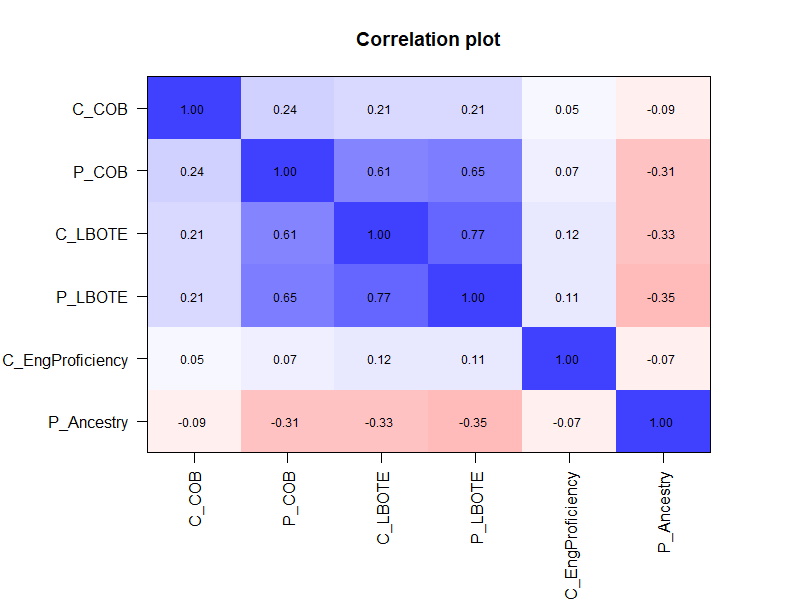 Correlation plot
C_COB 1.00 0.24 0.21 0.21 0.05 -0.09
P_COB 0.24 1.00 0.61 0.65 0.07 -0.31
C_LBOTE 0.21 0.61 1.00 0.77 0.12 -0.33
P_LBOTE 0.21 0.65 0.77 1.00 0.11 -0.35
C_EngProficiency 0.05 0.07 0.12 0.11 1.00 -0.07
P_Ancestry -0.09 -0.31 -0.33 -0.35 -0.07 1.00
C_COB
P_COB
C_LBOTE
P_LBOTE
C_EngProficiency
P_Ancestry